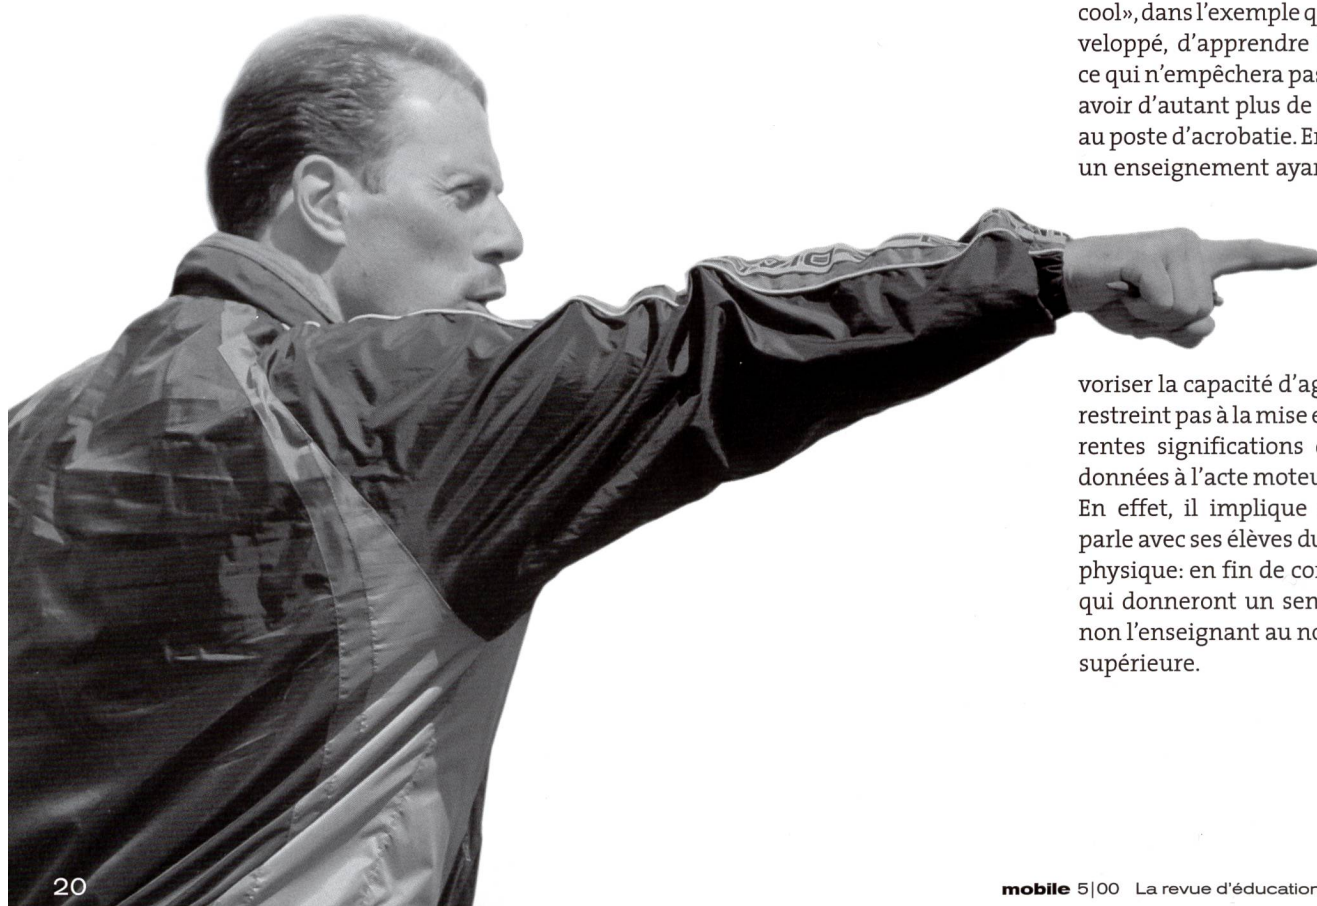 cool», dans l'exemple q
veloppé, d'apprendre
ce qui n'empêchera pas
avoir d'autant plus de
au poste d'acrobatie. En
un enseignement ayan
voriser la capacité d'ag
restreint pas à la mise e
rentes significations
données à l'acte moteu
En effet, il implique
parle avec ses élèves du
physique: en fin de con
qui donneront un sen
non l'enseignant au no
supérieure.
20
mobile 5|00 La revue d'éducation